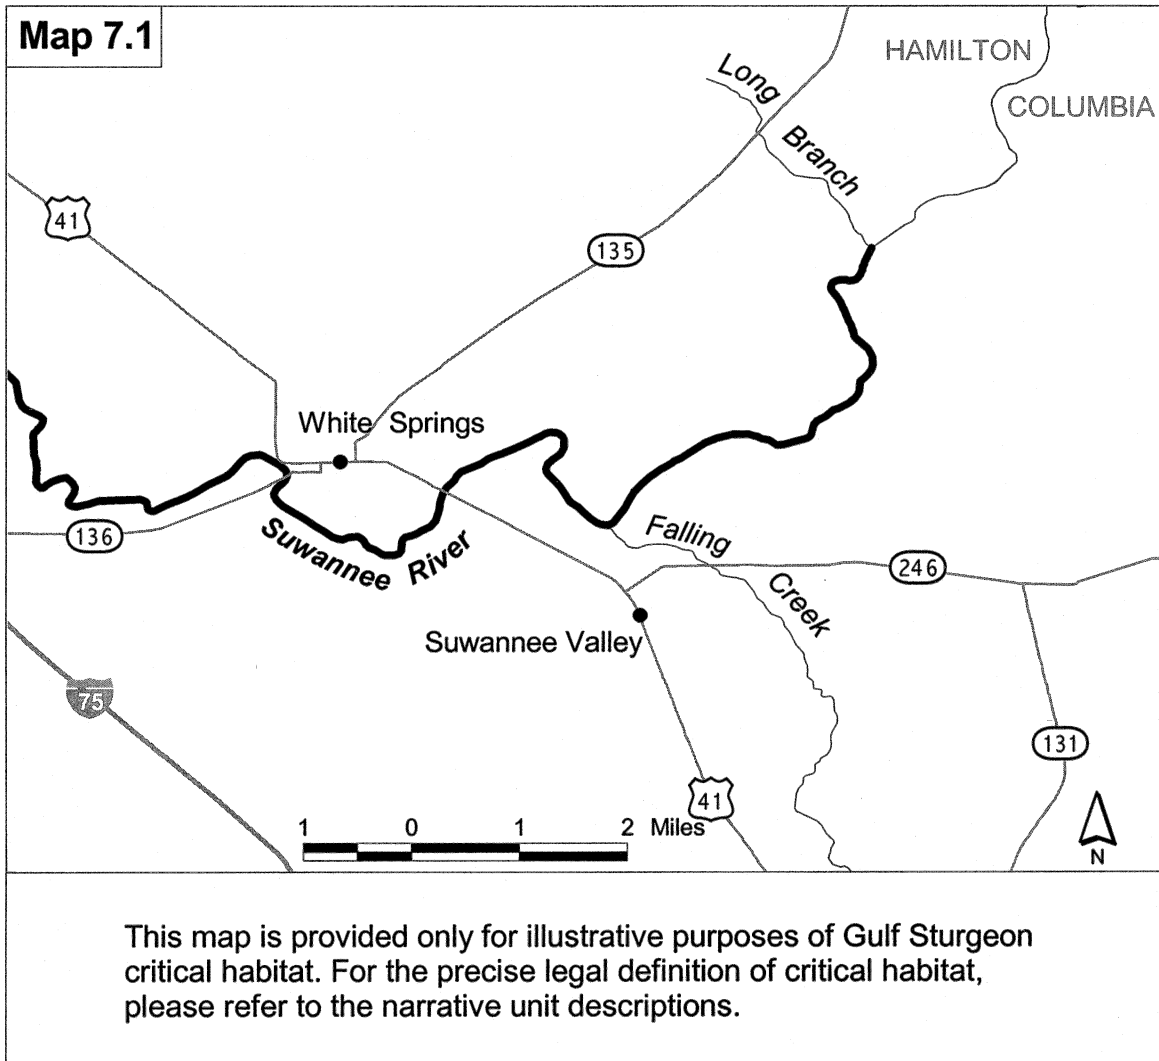 Map 7.1
HAMILTON
COLUMBIA
Long
Branch
41
135
White Springs
136
Suwannee River
Falling
Creek
246
Suwannee Valley
75
131
41
1 0 1 2 Miles
N
This map is provided only for illustrative purposes of Gulf Sturgeon
critical habitat. For the precise legal definition of critical habitat,
please refer to the narrative unit descriptions.